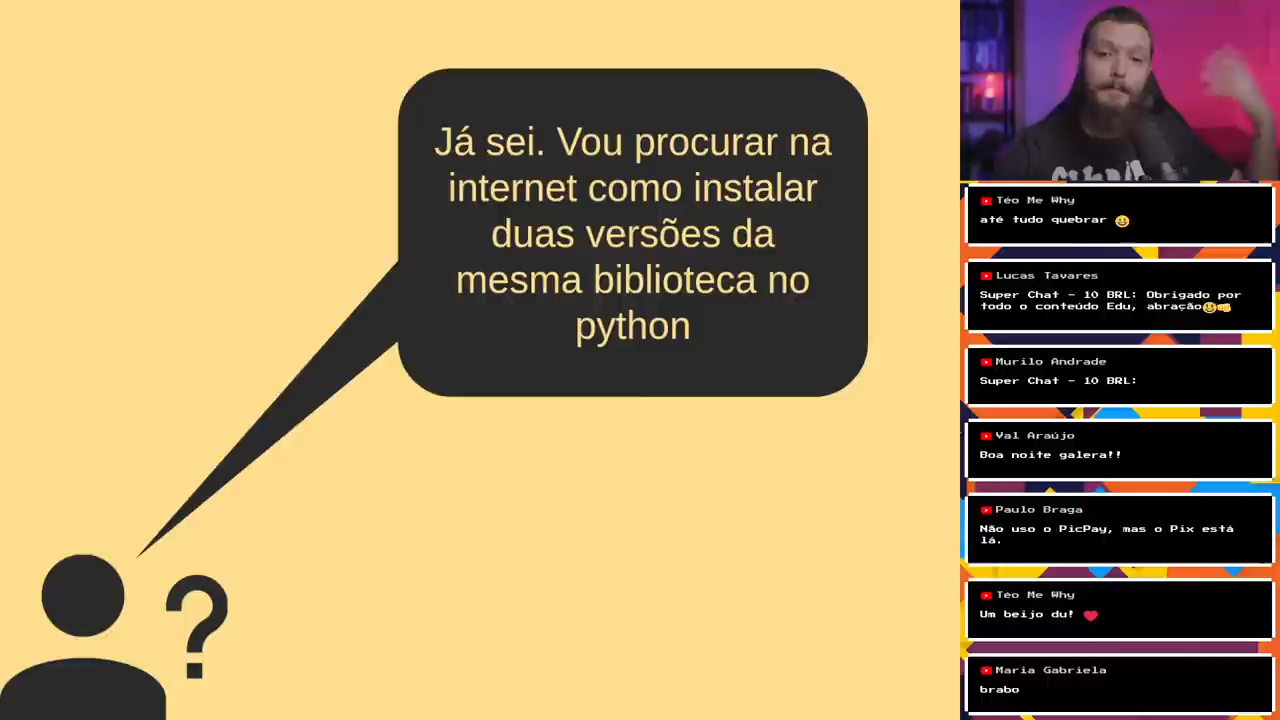 Já sei. Vou procurar na
internet como instalar
duas versões da
mesma biblioteca no
python
?
Téo Me Why
até tudo quebrar 😀
Lucas Tavares
Super Chat - 10 BRL: Obrigado por
todo o conteúdo Edu, abração😃👊
Murilo Andrade
Super Chat - 10 BRL:
Val Araújo
Boa noite galera!!
Paulo Braga
Não uso o PicPay, mas o Pix está
lá.
Téo Me Why
Um beijo du! ❤️
Maria Gabriela
brabo